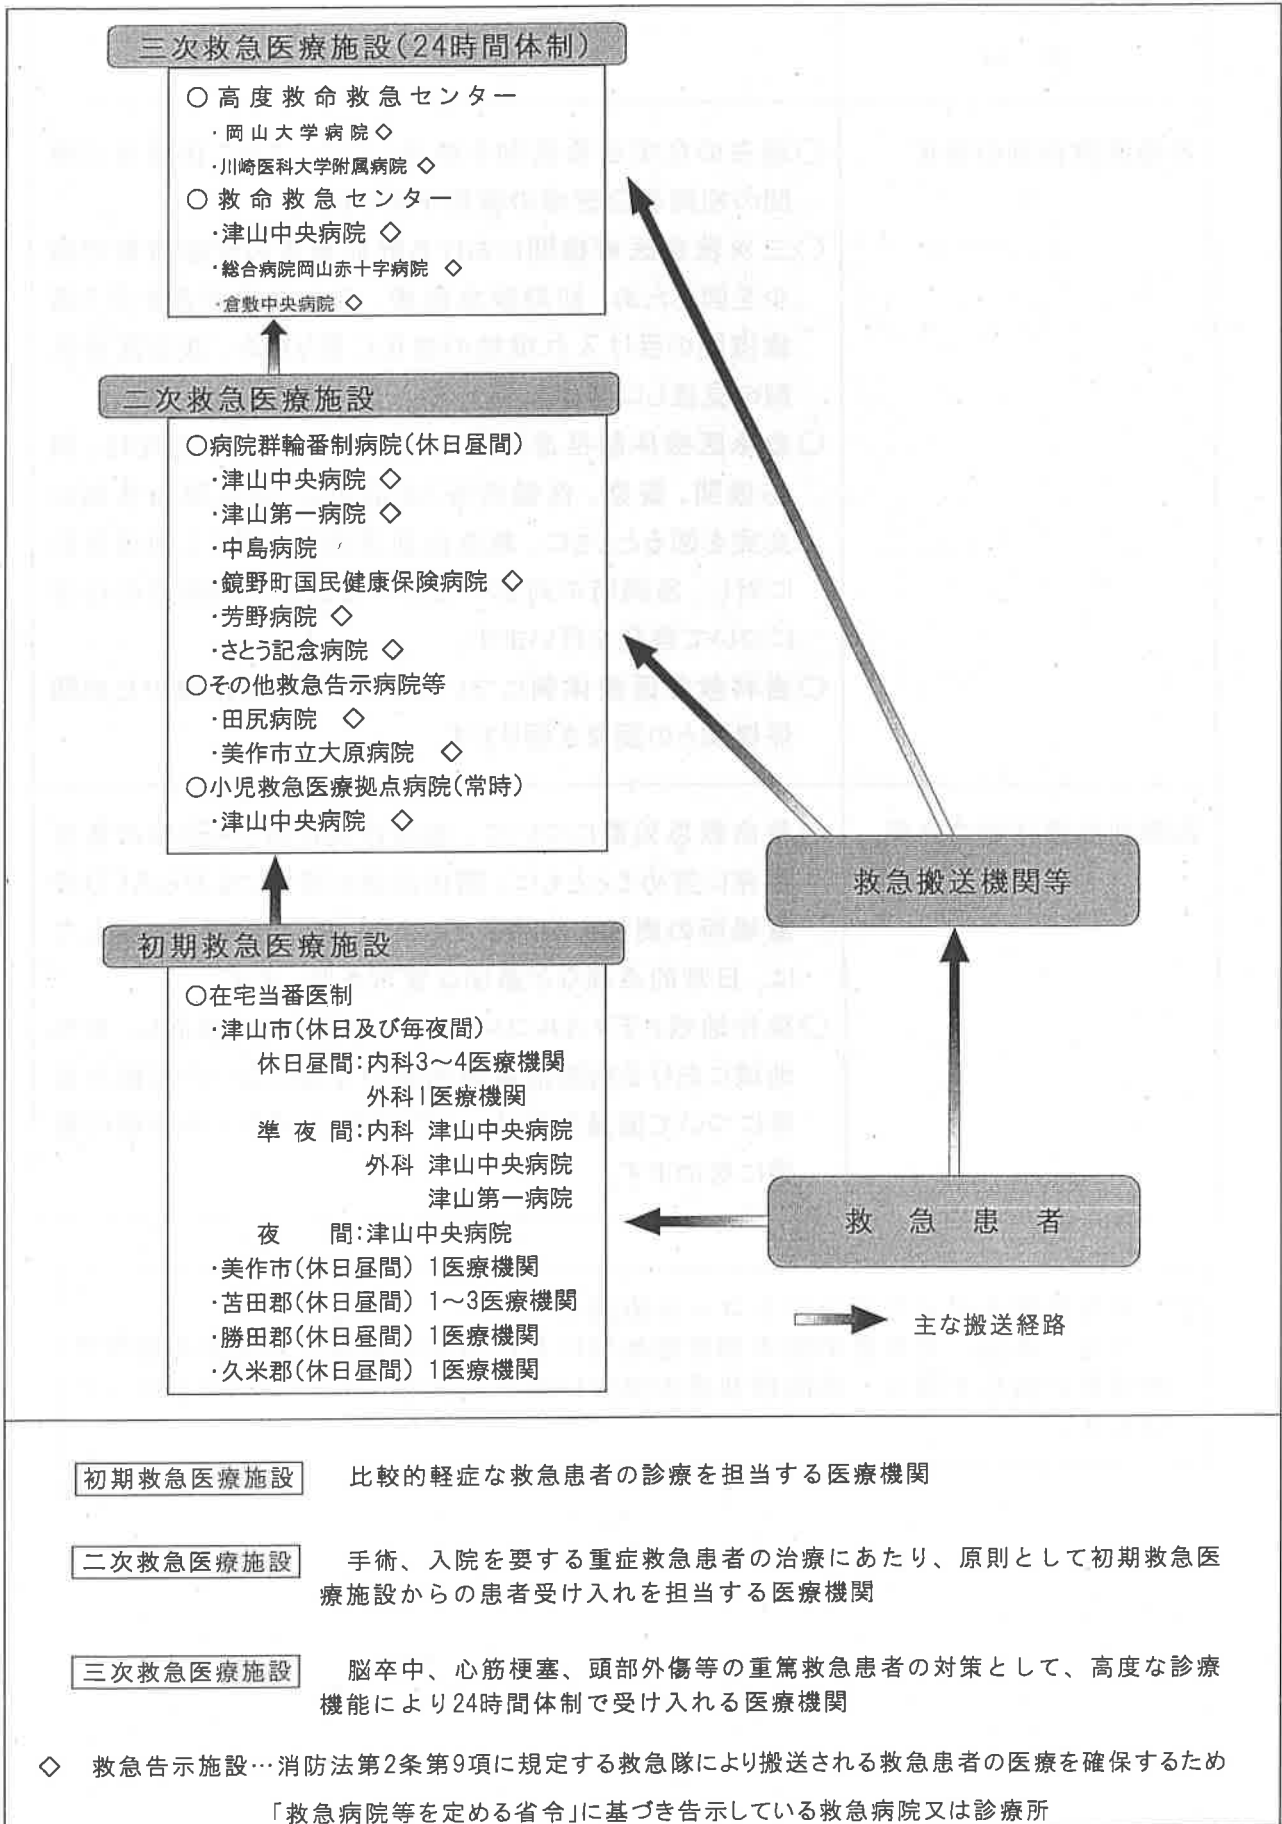 三次救急医療施設(24時間体制)
○高度救命救急センター
・岡山大学病院◇
・川崎医科大学附属病院◇
○救命救急センター
・津山中央病院◇
・総合病院岡山赤十字病院◇
・倉敷中央病院◇
二次救急医療施設
○病院群輪番制病院(休日昼間)
・津山中央病院◇
・津山第一病院◇
・中島病院
・鏡野町国民健康保険病院◇
・芳野病院◇
・さとう記念病院◇
○その他救急告示病院等
・田尻病院◇
・美作市立大原病院◇
○小児救急医療拠点病院(常時)
・津山中央病院◇
初期救急医療施設
○在宅当番医制
・津山市(休日及び毎夜間)
休日昼間:内科3～4医療機関
外科1医療機関
準夜間:内科 津山中央病院
外科 津山中央病院
津山第一病院
夜間:津山中央病院
・美作市(休日昼間) 1医療機関
・苫田郡(休日昼間) 1～3医療機関
・勝田郡(休日昼間) 1医療機関
・久米郡(休日昼間) 1医療機関
救急搬送機関等
救急患者
主な搬送経路
初期救急医療施設 比較的軽症な救急患者の診療を担当する医療機関
二次救急医療施設 手術、入院を要する重症救急患者の治療にあたり、原則として初期救急医
療施設からの患者受け入れを担当する医療機関
三次救急医療施設 脳卒中、心筋梗塞、頭部外傷等の重篤救急患者の対策として、高度な診療
機能により24時間体制で受け入れる医療機関
◇ 救急告示施設…消防法第2条第9項に規定する救急隊により搬送される救急患者の医療を確保するため
「救急病院等を定める省令」に基づき告示している救急病院又は診療所